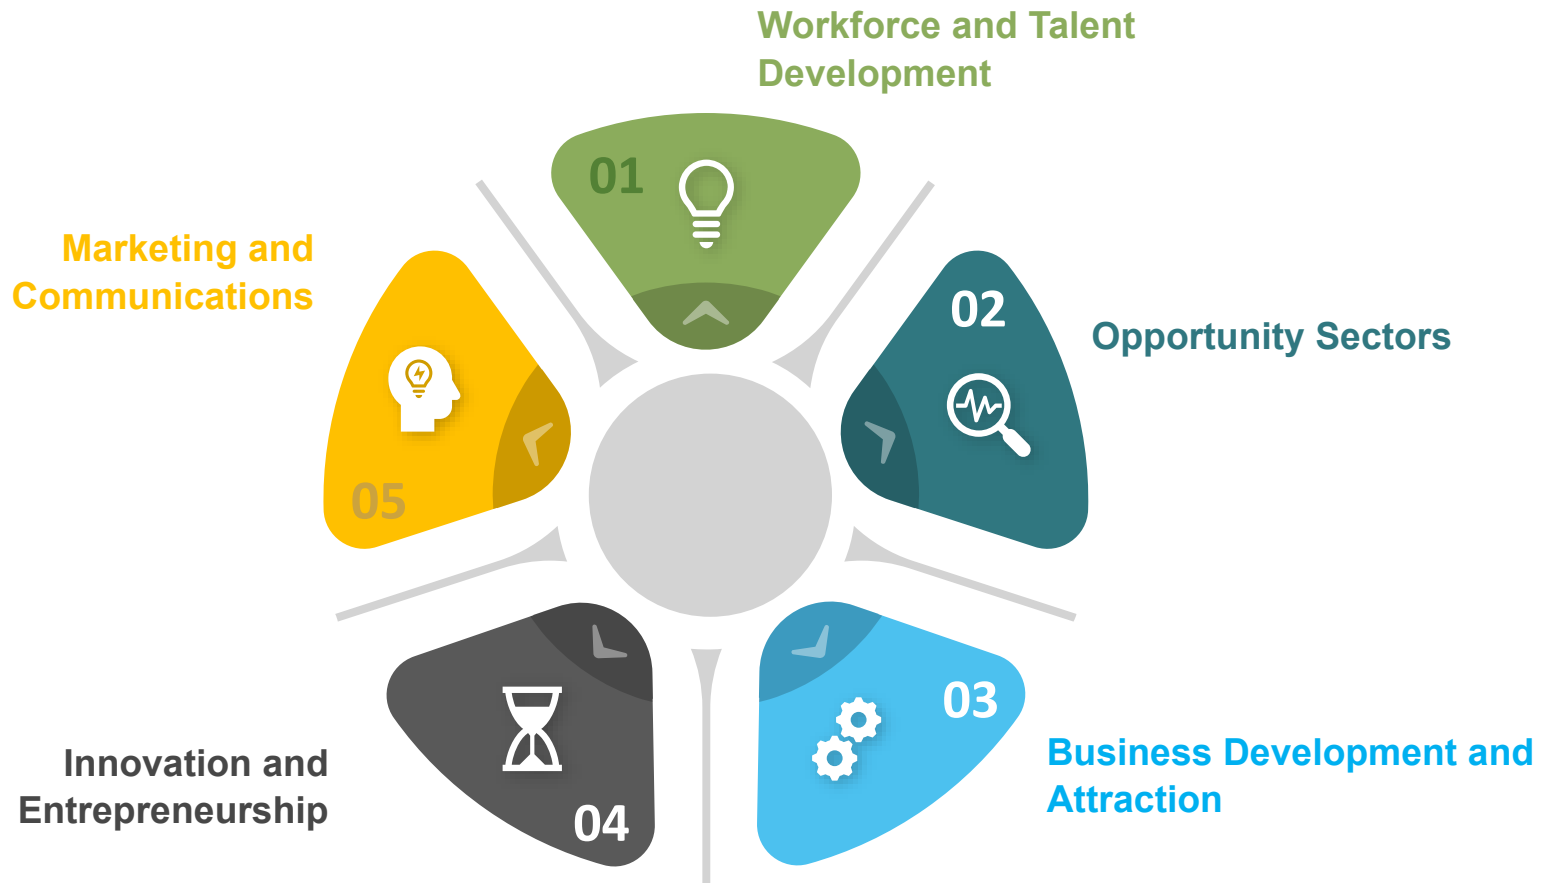 Workforce and Talent
Development
01
02
Opportunity Sectors
03
Business Development and
Attraction
04
Innovation and
Entrepreneurship
05
Marketing and
Communications